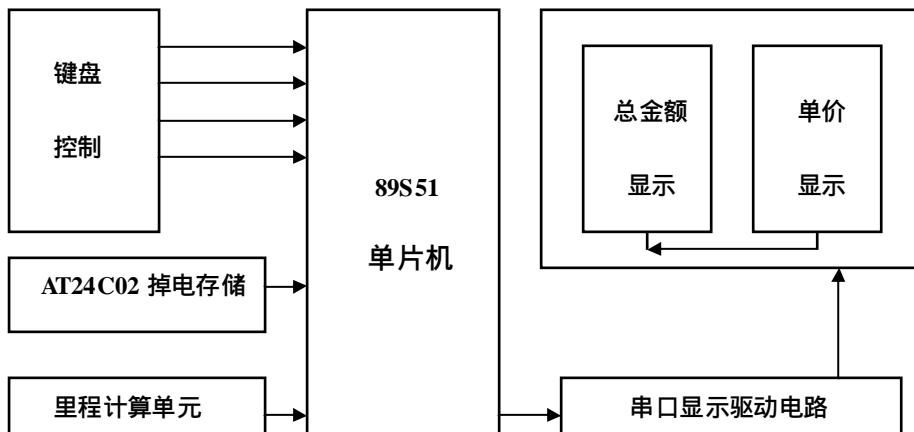 键盘
控制
AT24C02 掉电存储
里程计算单元
89S51
单片机
总金额
显示
单价
显示
串口显示驱动电路